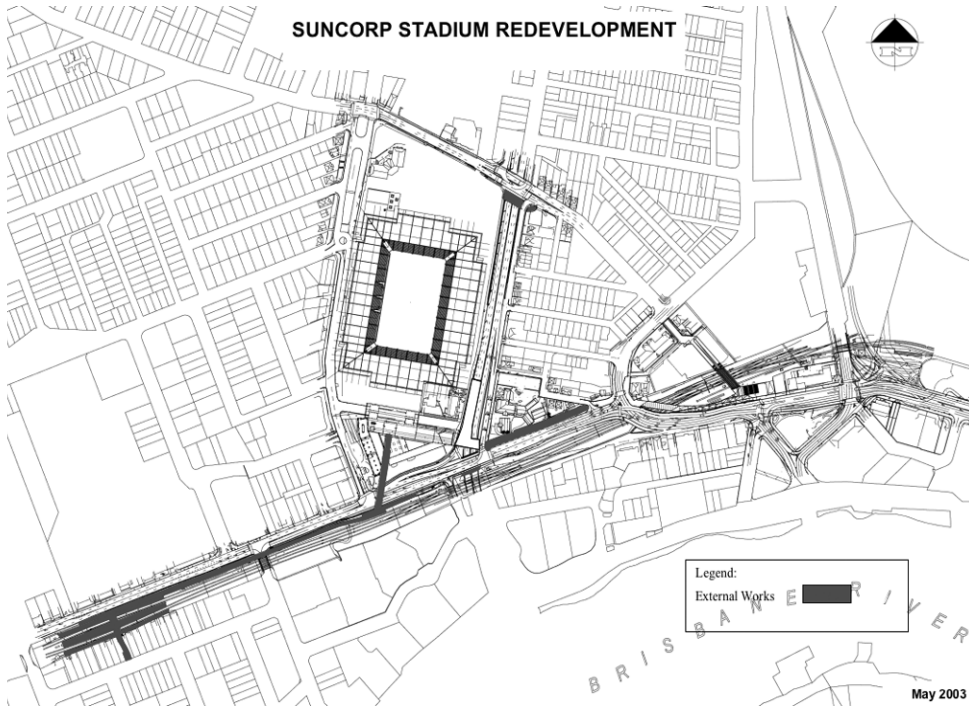 SUNCORP STADIUM REDEVELOPMENT
Legend:
External Works
BRISBANE RIVER
May 2003